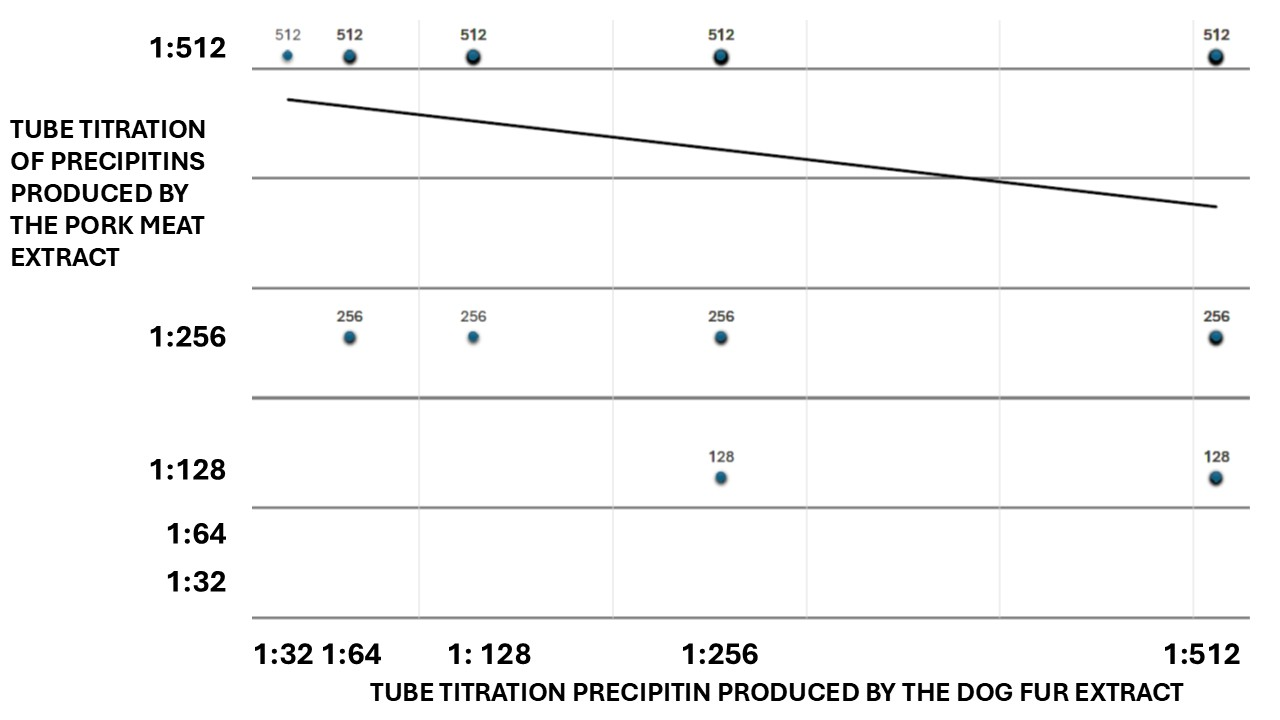 512 512 512 512 512
1:512
TUBE TITRATION
OF PRECIPITINS
PRODUCED BY
THE PORK MEAT
EXTRACT
256 256 256 256
1:256
128 128
1:128
1:64
1:32
1:32 1:64 1: 128 1:256 1:512
TUBE TITRATION PRECIPITIN PRODUCED BY THE DOG FUR EXTRACT